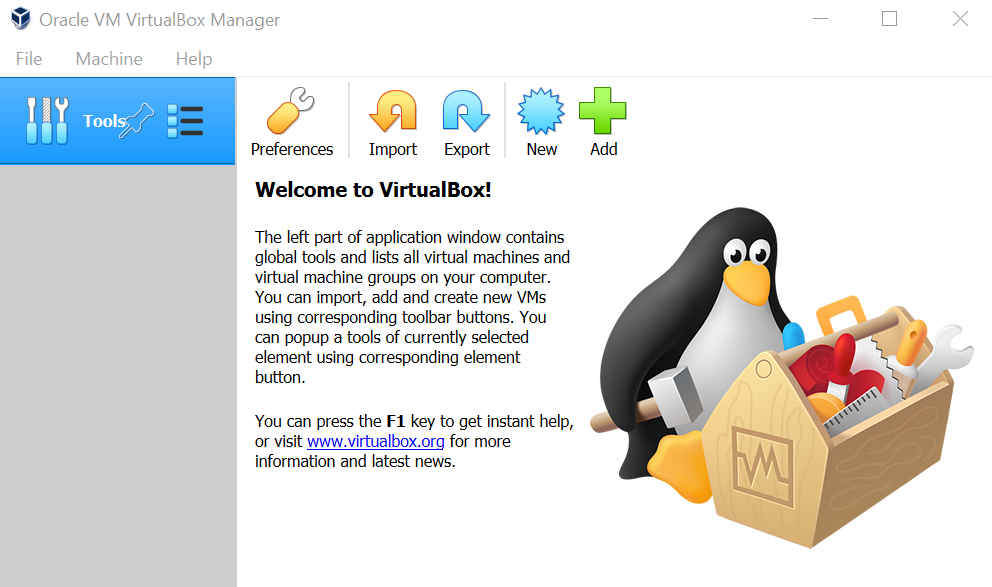 Oracle VM VirtualBox Manager
File Machine Help
Tools
Preferences Import Export New Add
Welcome to VirtualBox!
The left part of application window contains
global tools and lists all virtual machines and
virtual machine groups on your computer.
You can import, add and create new VMs
using corresponding toolbar buttons. You
can popup a tools of currently selected
element using corresponding element
button.
You can press the F1 key to get instant help,
or visit www.virtualbox.org for more
information and latest news.